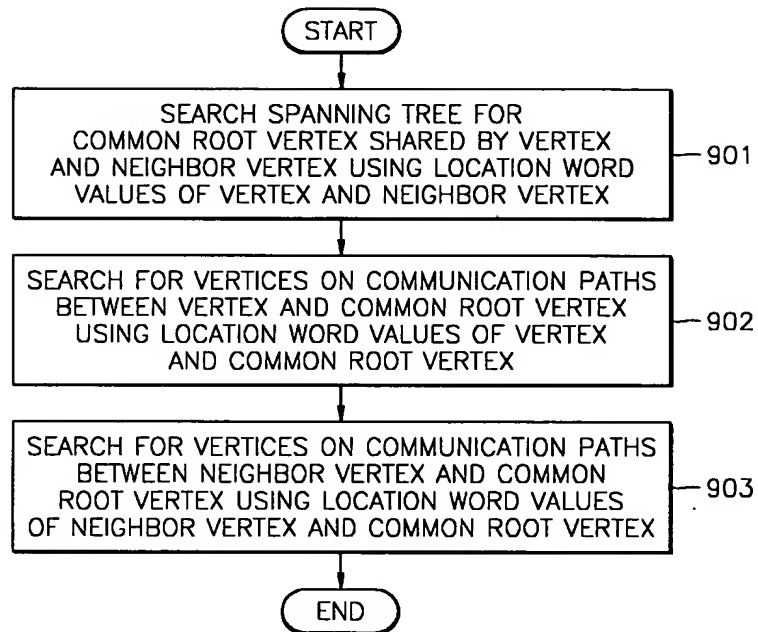 START
SEARCH SPANNING TREE FOR
COMMON ROOT VERTEX SHARED BY VERTEX
AND NEIGHBOR VERTEX USING LOCATION WORD
VALUES OF VERTEX AND NEIGHBOR VERTEX
901
SEARCH FOR VERTICES ON COMMUNICATION PATHS
BETWEEN VERTEX AND COMMON ROOT VERTEX
USING LOCATION WORD VALUES OF VERTEX
AND COMMON ROOT VERTEX
902
SEARCH FOR VERTICES ON COMMUNICATION PATHS
BETWEEN NEIGHBOR VERTEX AND COMMON
ROOT VERTEX USING LOCATION WORD VALUES
OF NEIGHBOR VERTEX AND COMMON ROOT VERTEX
903
END